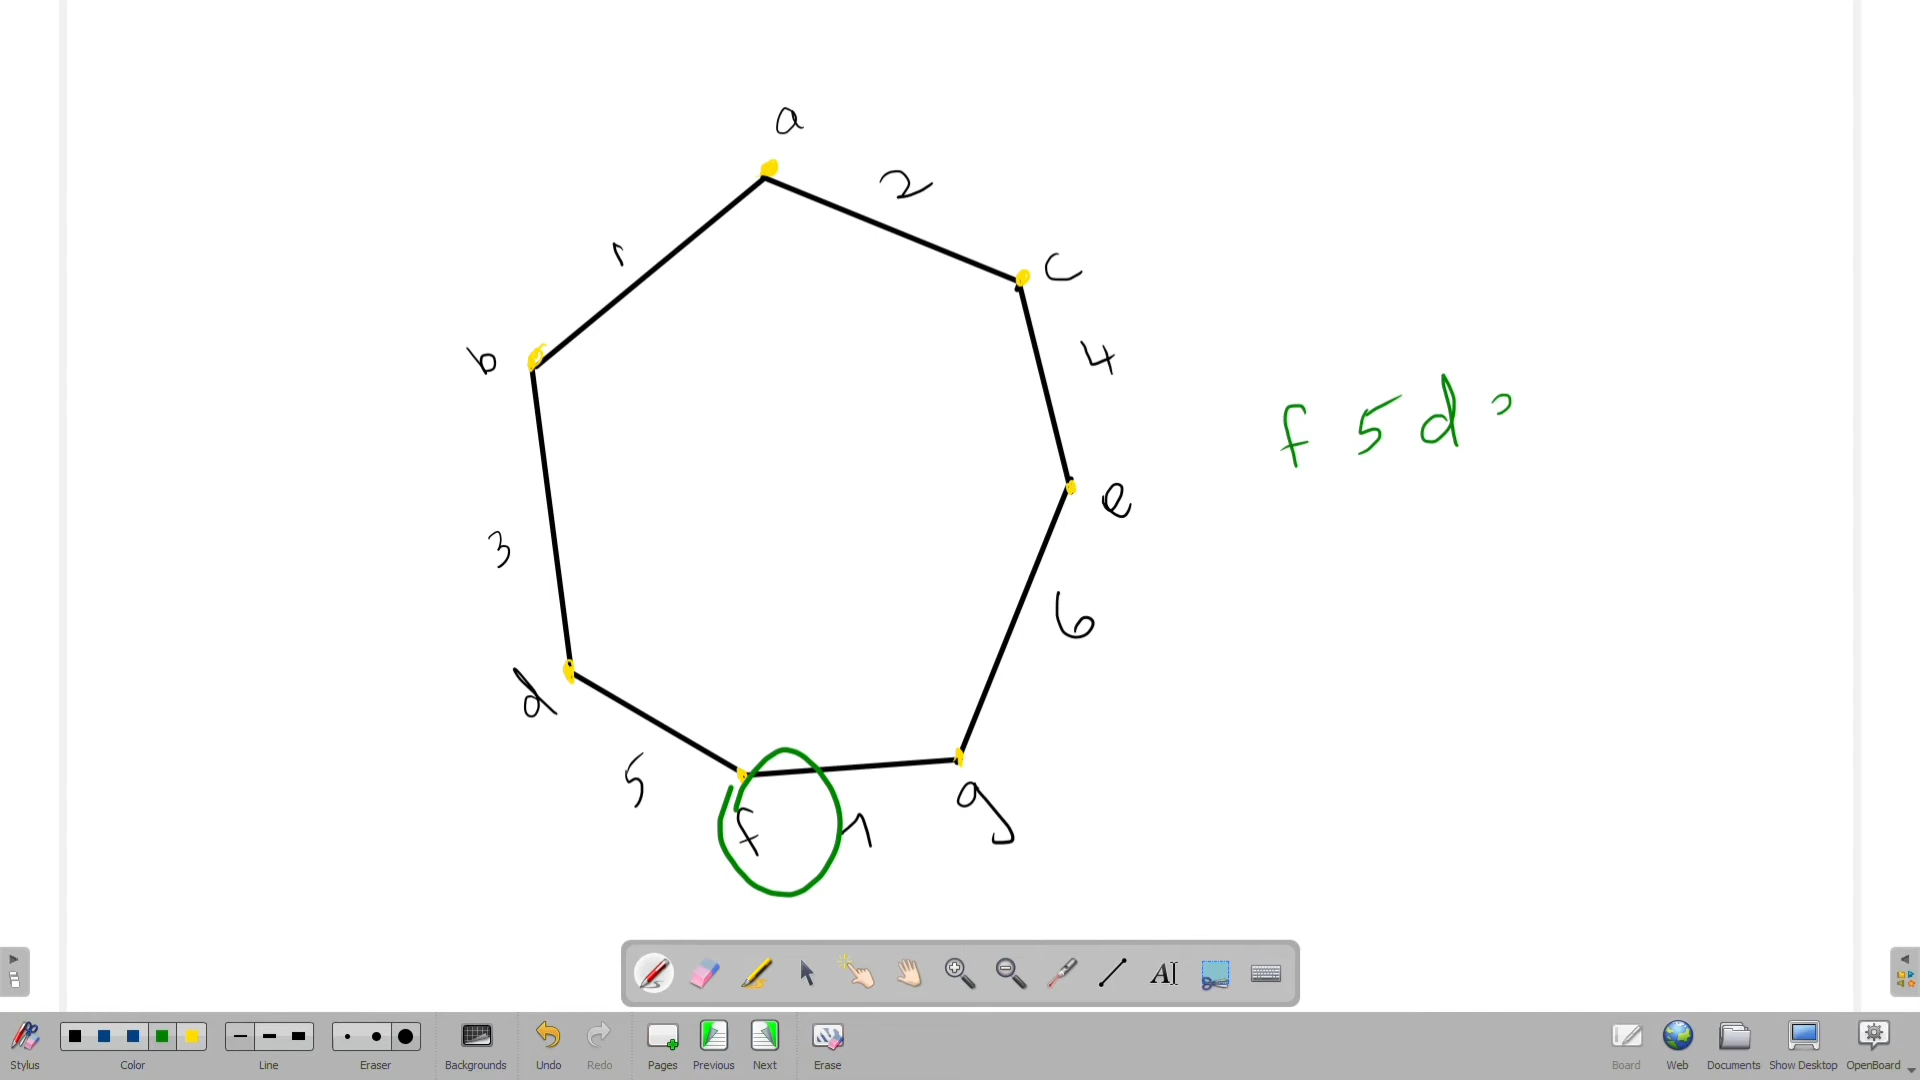 a
2
1
c
b
4
f 5 d
e
3
6
d
5
f
g
Stylus
Color
Line
Eraser
Backgrounds
Undo
Redo
Pages
Previous
Next
Erase
Board
Web
Documents
Show Desktop
OpenBoard